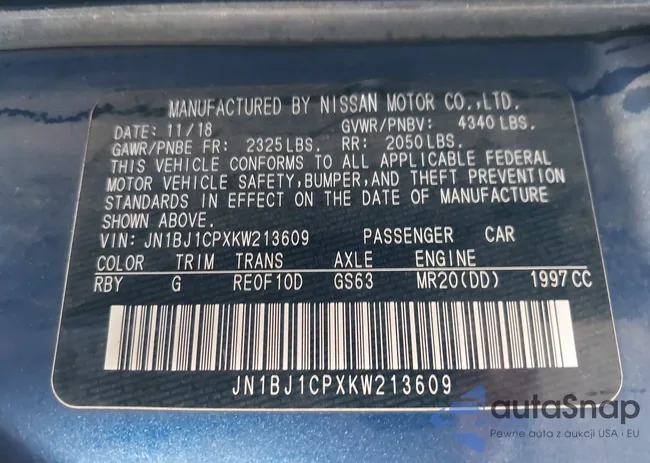 MANUFACTURED BY NISSAN MOTOR CO.,LTD.
DATE: 11/18 GVWR/PNBV: 4340 LBS.
GAWR/PNBE FR: 2325 LBS. RR: 2050 LBS.
THIS VEHICLE CONFORMS TO ALL APPLICABLE FEDERAL
MOTOR VEHICLE SAFETY, BUMPER, AND THEFT PREVENTION
STANDARDS IN EFFECT ON THE DATE OF MANUFACTURE
SHOWN ABOVE.
VIN: JN1BJ1CPXKW213609 PASSENGER CAR
COLOR TRIM TRANS AXLE ENGINE
RBY G RE0F10D GS63 MR20(DD) 1997CC
JN1BJ1CPXKW213609
autoSnap
Pewne auta z aukcji USA i EU